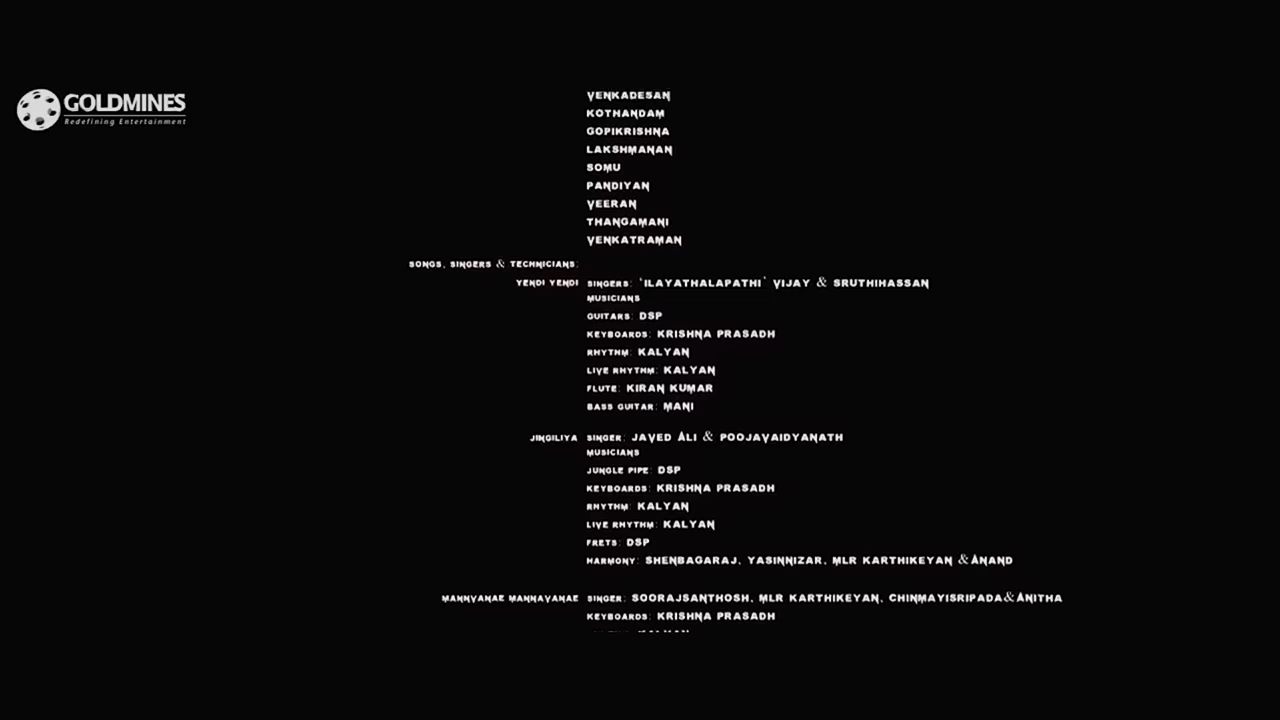 GOLDMINES
Redefining Entertainment
VENKADESAN
KOTHANDAM
GOPIKRISHNA
LAKSHMANAN
SOMU
PANDIYAN
VEERAN
THANGAMANI
VENKATRAMAN
SONGS, SINGERS & TECHNICIANS:
YENDI YENDI SINGERS: 'ILAYATHALAPATHI' VIJAY & SRUTHIHASSAN
MUSICIANS
GUITARS: DSP
KEYBOARDS: KRISHNA PRASADH
RHYTHM: KALYAN
LIVE RHYTHM: KALYAN
FLUTE: KIRAN KUMAR
BASS GUITAR: MANI
JINGILIYA SINGER: JAVED ALI & POOJAVAIDYANATH
MUSICIANS
JUNGLE PIPE: DSP
KEYBOARDS: KRISHNA PRASADH
RHYTHM: KALYAN
LIVE RHYTHM: KALYAN
FRETS: DSP
HARMONY: SHENBAGARAJ, YASINNIZAR, MLR KARTHIKEYAN &ANAND
MANNVANAE MANNAVANAE SINGER: SOORAJSANTHOSH, MLR KARTHIKEYAN, CHINMAYISRIPADA&ANITHA
KEYBOARDS: KRISHNA PRASADH